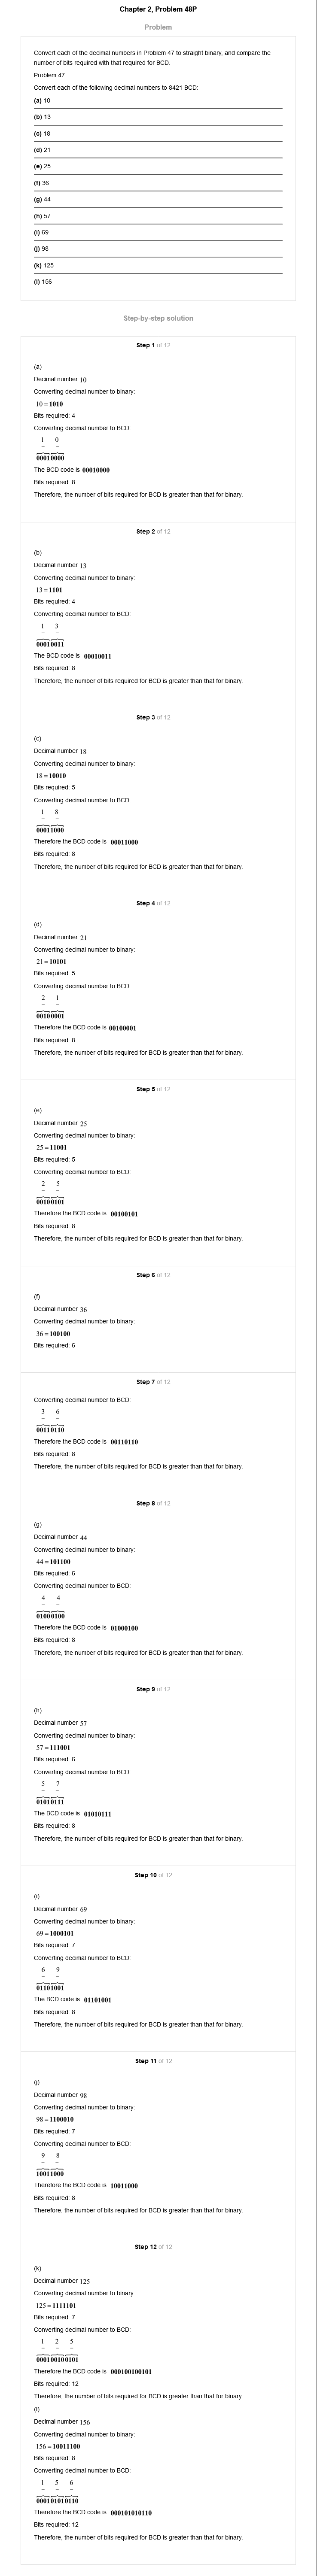 Chapter 2, Problem 48P
Problem
Convert each of the decimal numbers in Problem 47 to straight binary, and compare the
number of bits required with that required for BCD.
Problem 47
Convert each of the following decimal numbers to 8421 BCD:
(a) 10
(b) 13
(c) 18
(d) 21
(e) 25
(f) 36
(g) 44
(h) 57
(i) 69
(j) 98
(k) 125
(l) 156
Step-by-step solution
Step 1 of 12
(a)
Decimal number 10
Converting decimal number to binary:
10 = 1010
Bits required: 4
Converting decimal number to BCD:
1 0
0001 0000
The BCD code is 00010000
Bits required: 8
Therefore, the number of bits required for BCD is greater than that for binary.
Step 2 of 12
(b)
Decimal number 13
Converting decimal number to binary:
13 = 1101
Bits required: 4
Converting decimal number to BCD:
1 3
0001 0011
The BCD code is 00010011
Bits required: 8
Therefore, the number of bits required for BCD is greater than that for binary.
Step 3 of 12
(c)
Decimal number 18
Converting decimal number to binary:
18 = 10010
Bits required: 5
Converting decimal number to BCD:
1 8
0001 1000
Therefore the BCD code is 00011000
Bits required: 8
Therefore, the number of bits required for BCD is greater than that for binary.
Step 4 of 12
(d)
Decimal number 21
Converting decimal number to binary:
21 = 10101
Bits required: 5
Converting decimal number to BCD:
2 1
0010 0001
Therefore the BCD code is 00100001
Bits required: 8
Therefore, the number of bits required for BCD is greater than that for binary.
Step 5 of 12
(e)
Decimal number 25
Converting decimal number to binary:
25 = 11001
Bits required: 5
Converting decimal number to BCD:
2 5
0010 0101
Therefore the BCD code is 00100101
Bits required: 8
Therefore, the number of bits required for BCD is greater than that for binary.
Step 6 of 12
(f)
Decimal number 36
Converting decimal number to binary:
36 = 100100
Bits required: 6
Step 7 of 12
Converting decimal number to BCD:
3 6
0011 0110
Therefore the BCD code is 00110110
Bits required: 8
Therefore, the number of bits required for BCD is greater than that for binary.
Step 8 of 12
(g)
Decimal number 44
Converting decimal number to binary:
44 = 101100
Bits required: 6
Converting decimal number to BCD:
4 4
0100 0100
Therefore the BCD code is 01000100
Bits required: 8
Therefore, the number of bits required for BCD is greater than that for binary.
Step 9 of 12
(h)
Decimal number 57
Converting decimal number to binary:
57 = 111001
Bits required: 6
Converting decimal number to BCD:
5 7
0101 0111
The BCD code is 01010111
Bits required: 8
Therefore, the number of bits required for BCD is greater than that for binary.
Step 10 of 12
(i)
Decimal number 69
Converting decimal number to binary:
69 = 1000101
Bits required: 7
Converting decimal number to BCD:
6 9
0110 1001
The BCD code is 01101001
Bits required: 8
Therefore, the number of bits required for BCD is greater than that for binary.
Step 11 of 12
(j)
Decimal number 98
Converting decimal number to binary:
98 = 1100010
Bits required: 7
Converting decimal number to BCD:
9 8
1001 1000
Therefore the BCD code is 10011000
Bits required: 8
Therefore, the number of bits required for BCD is greater than that for binary.
Step 12 of 12
(k)
Decimal number 125
Converting decimal number to binary:
125 = 1111101
Bits required: 7
Converting decimal number to BCD:
1 2 5
0001 0010 0101
Therefore the BCD code is 000100100101
Bits required: 12
Therefore, the number of bits required for BCD is greater than that for binary.
(l)
Decimal number 156
Converting decimal number to binary:
156 = 10011100
Bits required: 8
Converting decimal number to BCD:
1 5 6
0001 0101 0110
Therefore the BCD code is 000101010110
Bits required: 12
Therefore, the number of bits required for BCD is greater than that for binary.